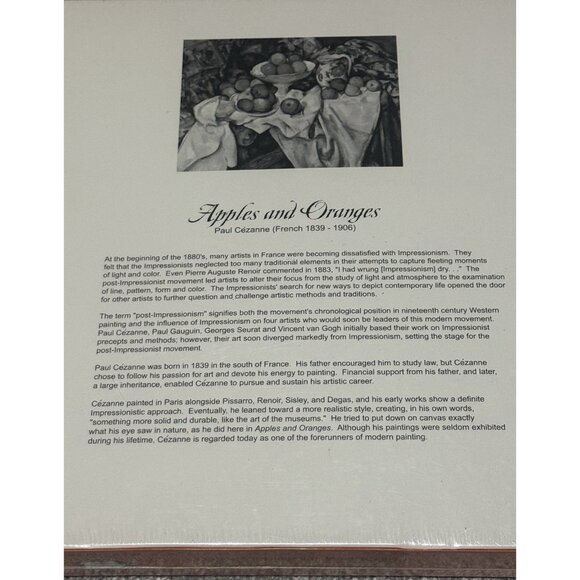 Apples and Oranges
Paul Cézanne (French 1839 - 1906)
At the beginning of the 1880's, many artists in France were becoming dissatisfied with Impressionism. They
felt that the Impressionists neglected too many traditional elements in their attempts to capture fleeting moments
of light and color. Even Pierre Auguste Renoir commented in 1883, "I had wrung [Impressionism] dry. . ." The
post-Impressionist movement led artists to alter their focus from the study of light and atmosphere to the examination
of line, pattern, form and color. The Impressionists' search for new ways to depict contemporary life opened the door
for other artists to further question and challenge artistic methods and traditions.
The term "post-Impressionism" signifies both the movement's chronological position in nineteenth century Western
painting and the influence of Impressionism on four artists who would soon be leaders of this modern movement.
Paul Cézanne, Paul Gauguin, Georges Seurat and Vincent van Gogh initially based their work on Impressionist
precepts and methods; however, their art soon diverged markedly from Impressionism, setting the stage for the
post-Impressionist movement.
Paul Cézanne was born in 1839 in the south of France. His father encouraged him to study law, but Cézanne
chose to follow his passion for art and devote his energy to painting. Financial support from his father, and later,
a large inheritance, enabled Cézanne to pursue and sustain his artistic career.
Cézanne painted in Paris alongside Pissarro, Renoir, Sisley, and Degas, and his early works show a definite
Impressionistic approach. Eventually, he leaned toward a more realistic style, creating, in his own words,
"something more solid and durable, like the art of the museums." He tried to put down on canvas exactly
what his eye saw in nature, as he did here in Apples and Oranges. Although his paintings were seldom exhibited
during his lifetime, Cézanne is regarded today as one of the forerunners of modern painting.